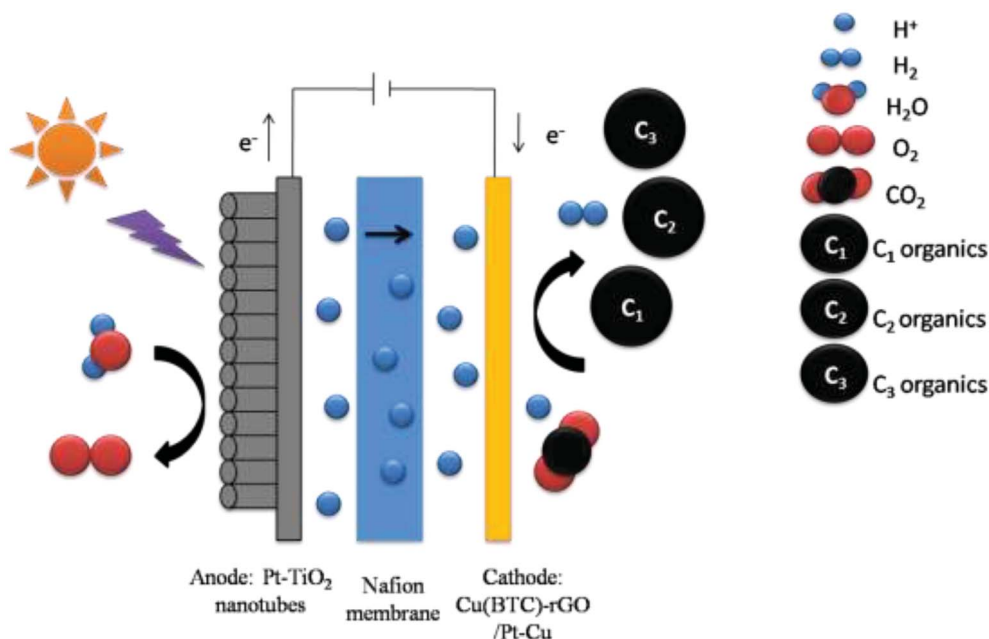 e-
e-
C3
C2
C1
H+
H2
H2O
O2
CO2
C1 C1 organics
C2 C2 organics
C3 C3 organics
Anode: Pt-TiO2
nanotubes
Nafion
membrane
Cathode:
Cu(BTC)-rGO
/Pt-Cu